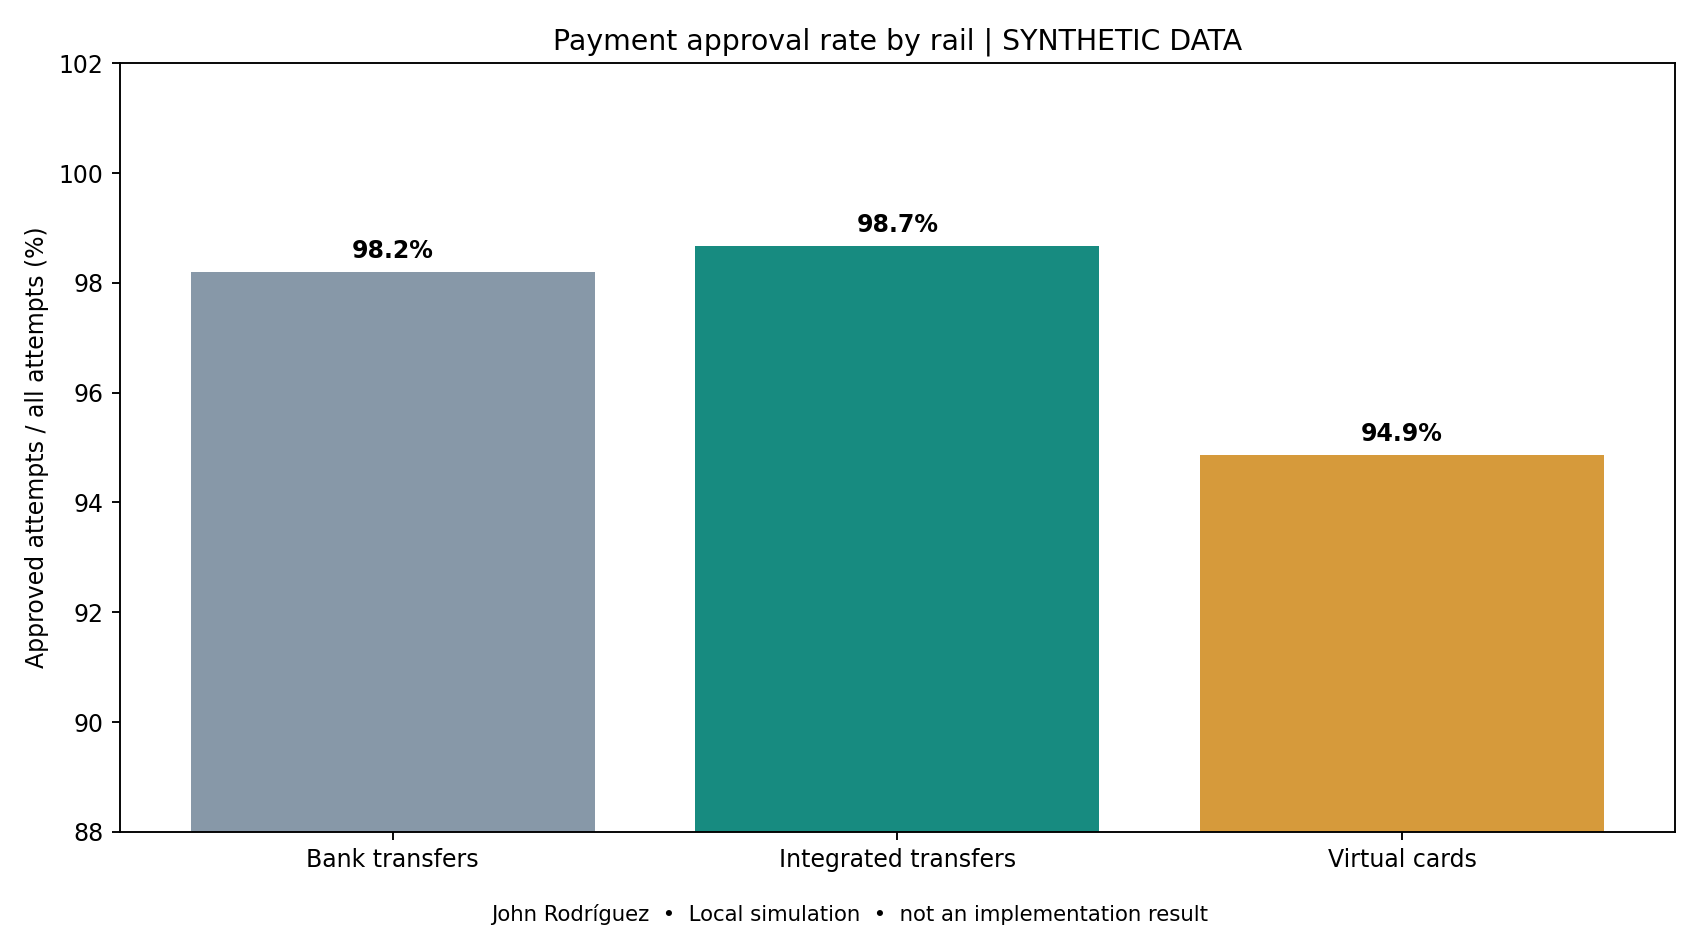 Payment approval rate by rail | SYNTHETIC DATA
Approved attempts / all attempts (%)
102
100
98
96
94
92
90
88
98.2%
98.7%
94.9%
Bank transfers
Integrated transfers
Virtual cards
John Rodríguez • Local simulation • not an implementation result